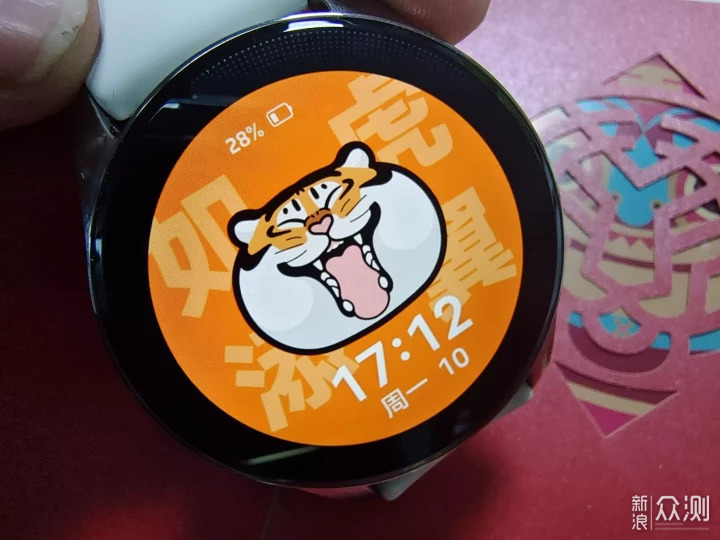 28%
如虎
添翼
17:12
周一 10
新浪 众测